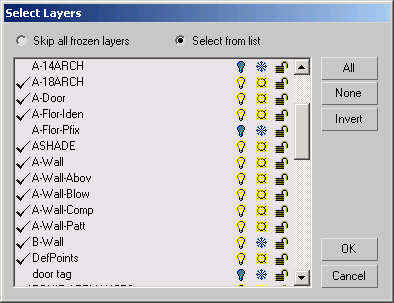 Select Layers
Skip all frozen layers
Select from list
A-14ARCH
A-18ARCH
A-Door
A-Flor-Iden
A-Flor-Pfix
ASHADE
A-Wall
A-Wall-Abov
A-Wall-Blow
A-Wall-Comp
A-Wall-Patt
B-Wall
DefPoints
door tag
All
None
Invert
OK
Cancel